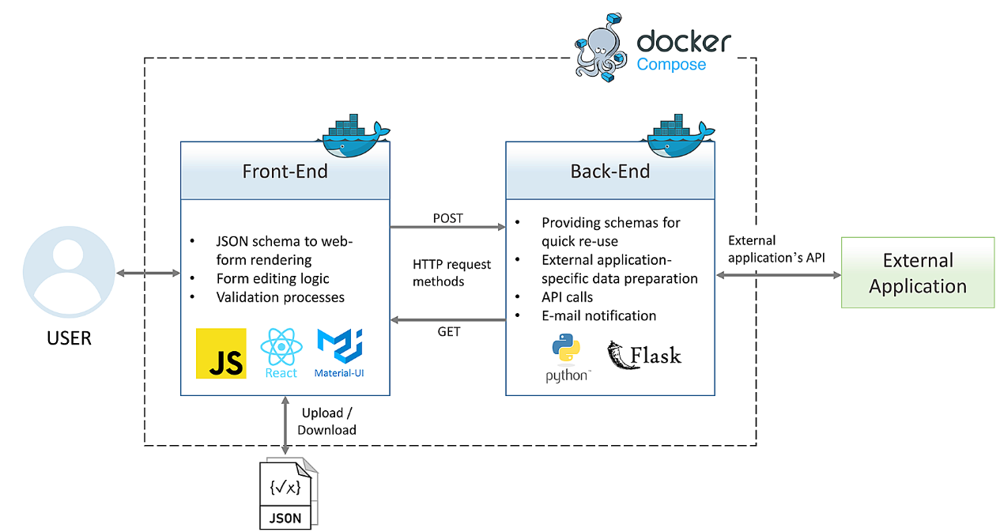 docker
Compose
Front-End
• JSON schema to web-
form rendering
• Form editing logic
• Validation processes
JS
React
Material-UI
POST
HTTP request
methods
GET
Back-End
• Providing schemas for
quick re-use
• External application-
specific data preparation
• API calls
• E-mail notification
python™
Flask
External
application's API
External
Application
USER
Upload /
Download
{√x}
JSON